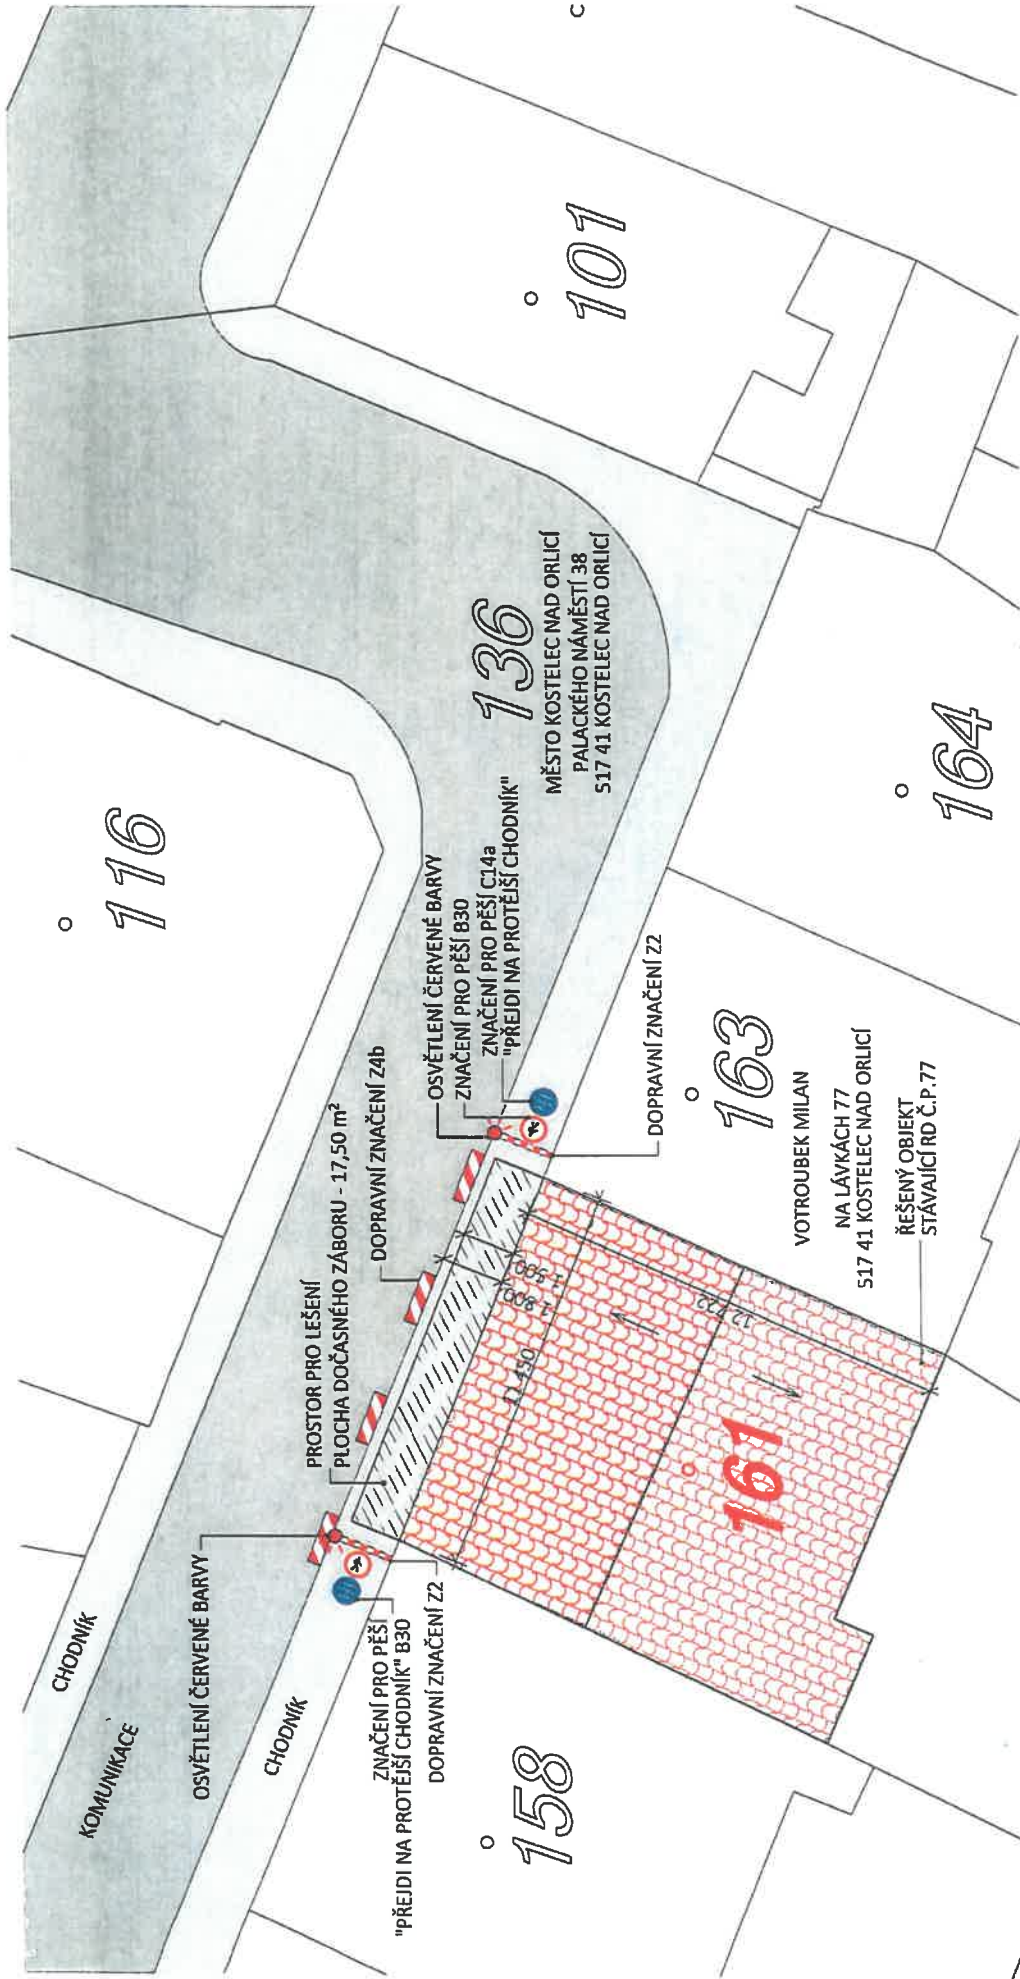 CHODNÍK
KOMUNIKACE
OSVĚTLENÍ ČERVENÉ BARVY
CHODNÍK
ZNAČENÍ PRO PĚŠÍ
"PŘEJDI NA PROTĚJŠÍ CHODNÍK" B30
DOPRAVNÍ ZNAČENÍ Z2
158
PROSTOR PRO LEŠENÍ
PLOCHA DOČASNÉHO ZÁBORU - 17,50 m²
DOPRAVNÍ ZNAČENÍ Z4b
116
OSVĚTLENÍ ČERVENÉ BARVY
ZNAČENÍ PRO PĚŠÍ B30
ZNAČENÍ PRO PĚŠÍ C14a
"PŘEJDI NA PROTĚJŠÍ CHODNÍK"
DOPRAVNÍ ZNAČENÍ Z2
136
MĚSTO KOSTELEC NAD ORLICÍ
PALACKÉHO NÁMĚSTÍ 38
517 41 KOSTELEC NAD ORLICÍ
101
11 450
1 800
1 500
12 722
161
163
VOTROUBEK MILAN
NA LÁVKÁCH 77
517 41 KOSTELEC NAD ORLICÍ
ŘEŠENÝ OBJEKT
STÁVAJÍCÍ RD Č.P.77
164